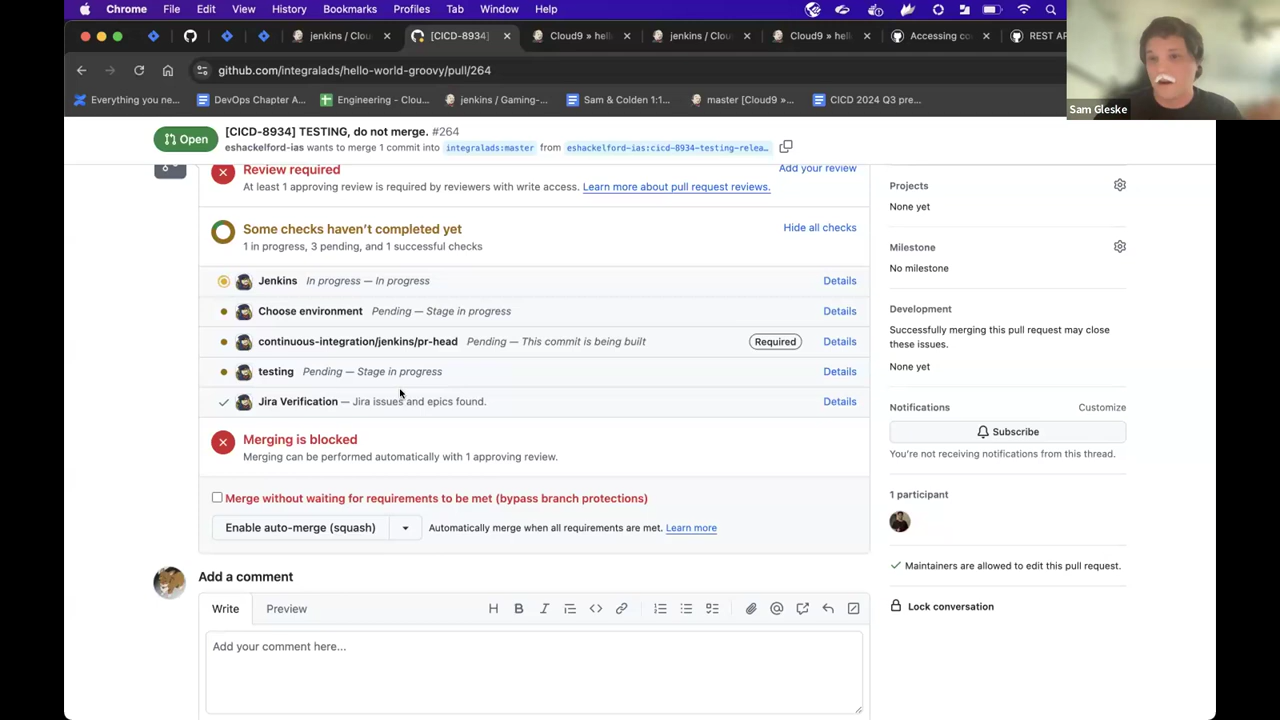 Chrome File Edit View History Bookmarks Profiles Tab Window Help
jenkins / Clou
[CICD-8934]
Cloud9 » hell
jenkins / Clou
Cloud9 » hell
Accessing co
REST AP
github.com/integralads/hello-world-groovy/pull/264
Everything you ne...
DevOps Chapter A...
Engineering - Clou...
jenkins / Gaming-...
Sam & Colden 1:1...
master [Cloud9 »...
CICD 2024 Q3 pre...
Sam Gleske
Open
[CICD-8934] TESTING, do not merge. #264
eshackelford-ias wants to merge 1 commit into integralads:master from eshackelford-ias:cicd-8934-testing-relea...
Review required
Add your review
At least 1 approving review is required by reviewers with write access. Learn more about pull request reviews.
Some checks haven't completed yet
Hide all checks
1 in progress, 3 pending, and 1 successful checks
Jenkins In progress — In progress Details
Choose environment Pending — Stage in progress Details
continuous-integration/jenkins/pr-head Pending — This commit is being built Required Details
testing Pending — Stage in progress Details
Jira Verification — Jira issues and epics found. Details
Merging is blocked
Merging can be performed automatically with 1 approving review.
Merge without waiting for requirements to be met (bypass branch protections)
Enable auto-merge (squash) Automatically merge when all requirements are met. Learn more
Add a comment
Write Preview
Add your comment here...
Projects
None yet
Milestone
No milestone
Development
Successfully merging this pull request may close
these issues.
None yet
Notifications Customize
Subscribe
You're not receiving notifications from this thread.
1 participant
Maintainers are allowed to edit this pull request.
Lock conversation